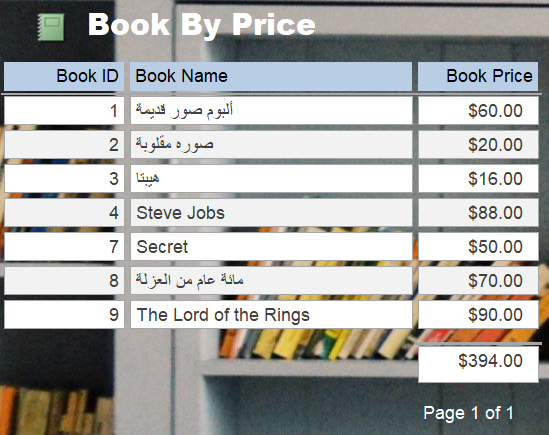 Book By Price
Book ID Book Name Book Price
1 ألبوم صور قديمة $60.00
2 صوره مقلوبة $20.00
3 هيبتا $16.00
4 Steve Jobs $88.00
7 Secret $50.00
8 مائة عام من العزلة $70.00
9 The Lord of the Rings $90.00
$394.00
Page 1 of 1